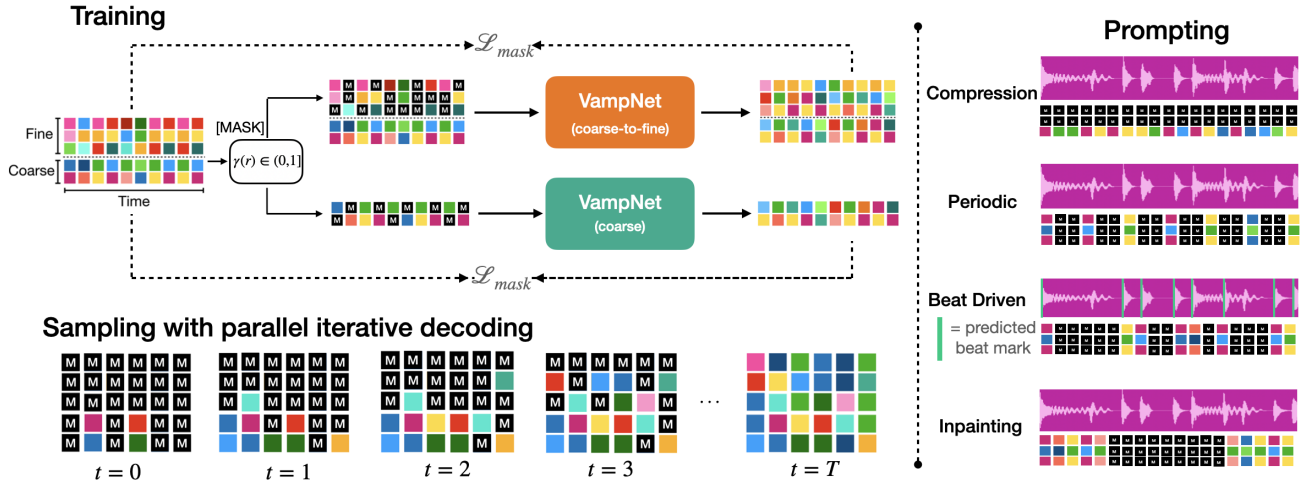 Training
ℒmask
[MASK]
Fine
Coarse
Time
γ(r) ∈ (0,1]
VampNet
(coarse-to-fine)
VampNet
(coarse)
ℒmask
Sampling with parallel iterative decoding
t = 0
t = 1
t = 2
t = 3
...
t = T
Prompting
Compression
Periodic
Beat Driven
= predicted
beat mark
Inpainting